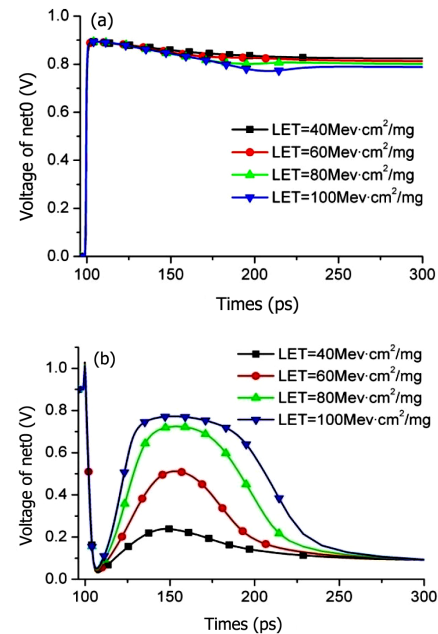 (a)
1.0
0.8
0.6
0.4
0.2
0.0
Voltage of net0 (V)
LET=40Mev·cm²/mg
LET=60Mev·cm²/mg
LET=80Mev·cm²/mg
LET=100Mev·cm²/mg
100 150 200 250 300
Times (ps)
(b)
1.0
0.8
0.6
0.4
0.2
0.0
Voltage of net0 (V)
LET=40Mev·cm²/mg
LET=60Mev·cm²/mg
LET=80Mev·cm²/mg
LET=100Mev·cm²/mg
100 150 200 250 300
Times (ps)